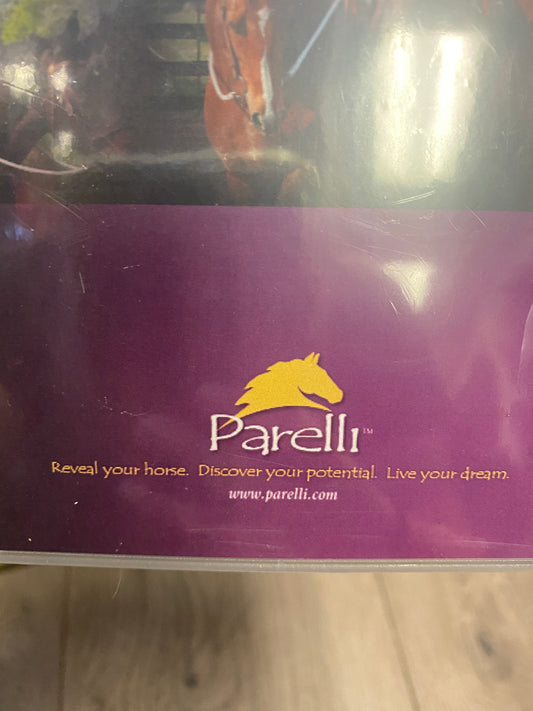 Parelli™
Reveal your horse. Discover your potential. Live your dream.
www.parelli.com